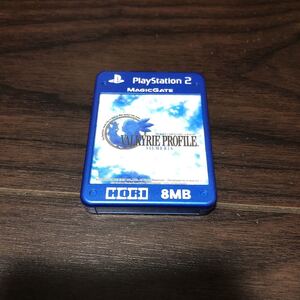 PlayStation 2
MAGICGATE
VALKYRIE PROFILE
SILMERIA
HORI 8MB